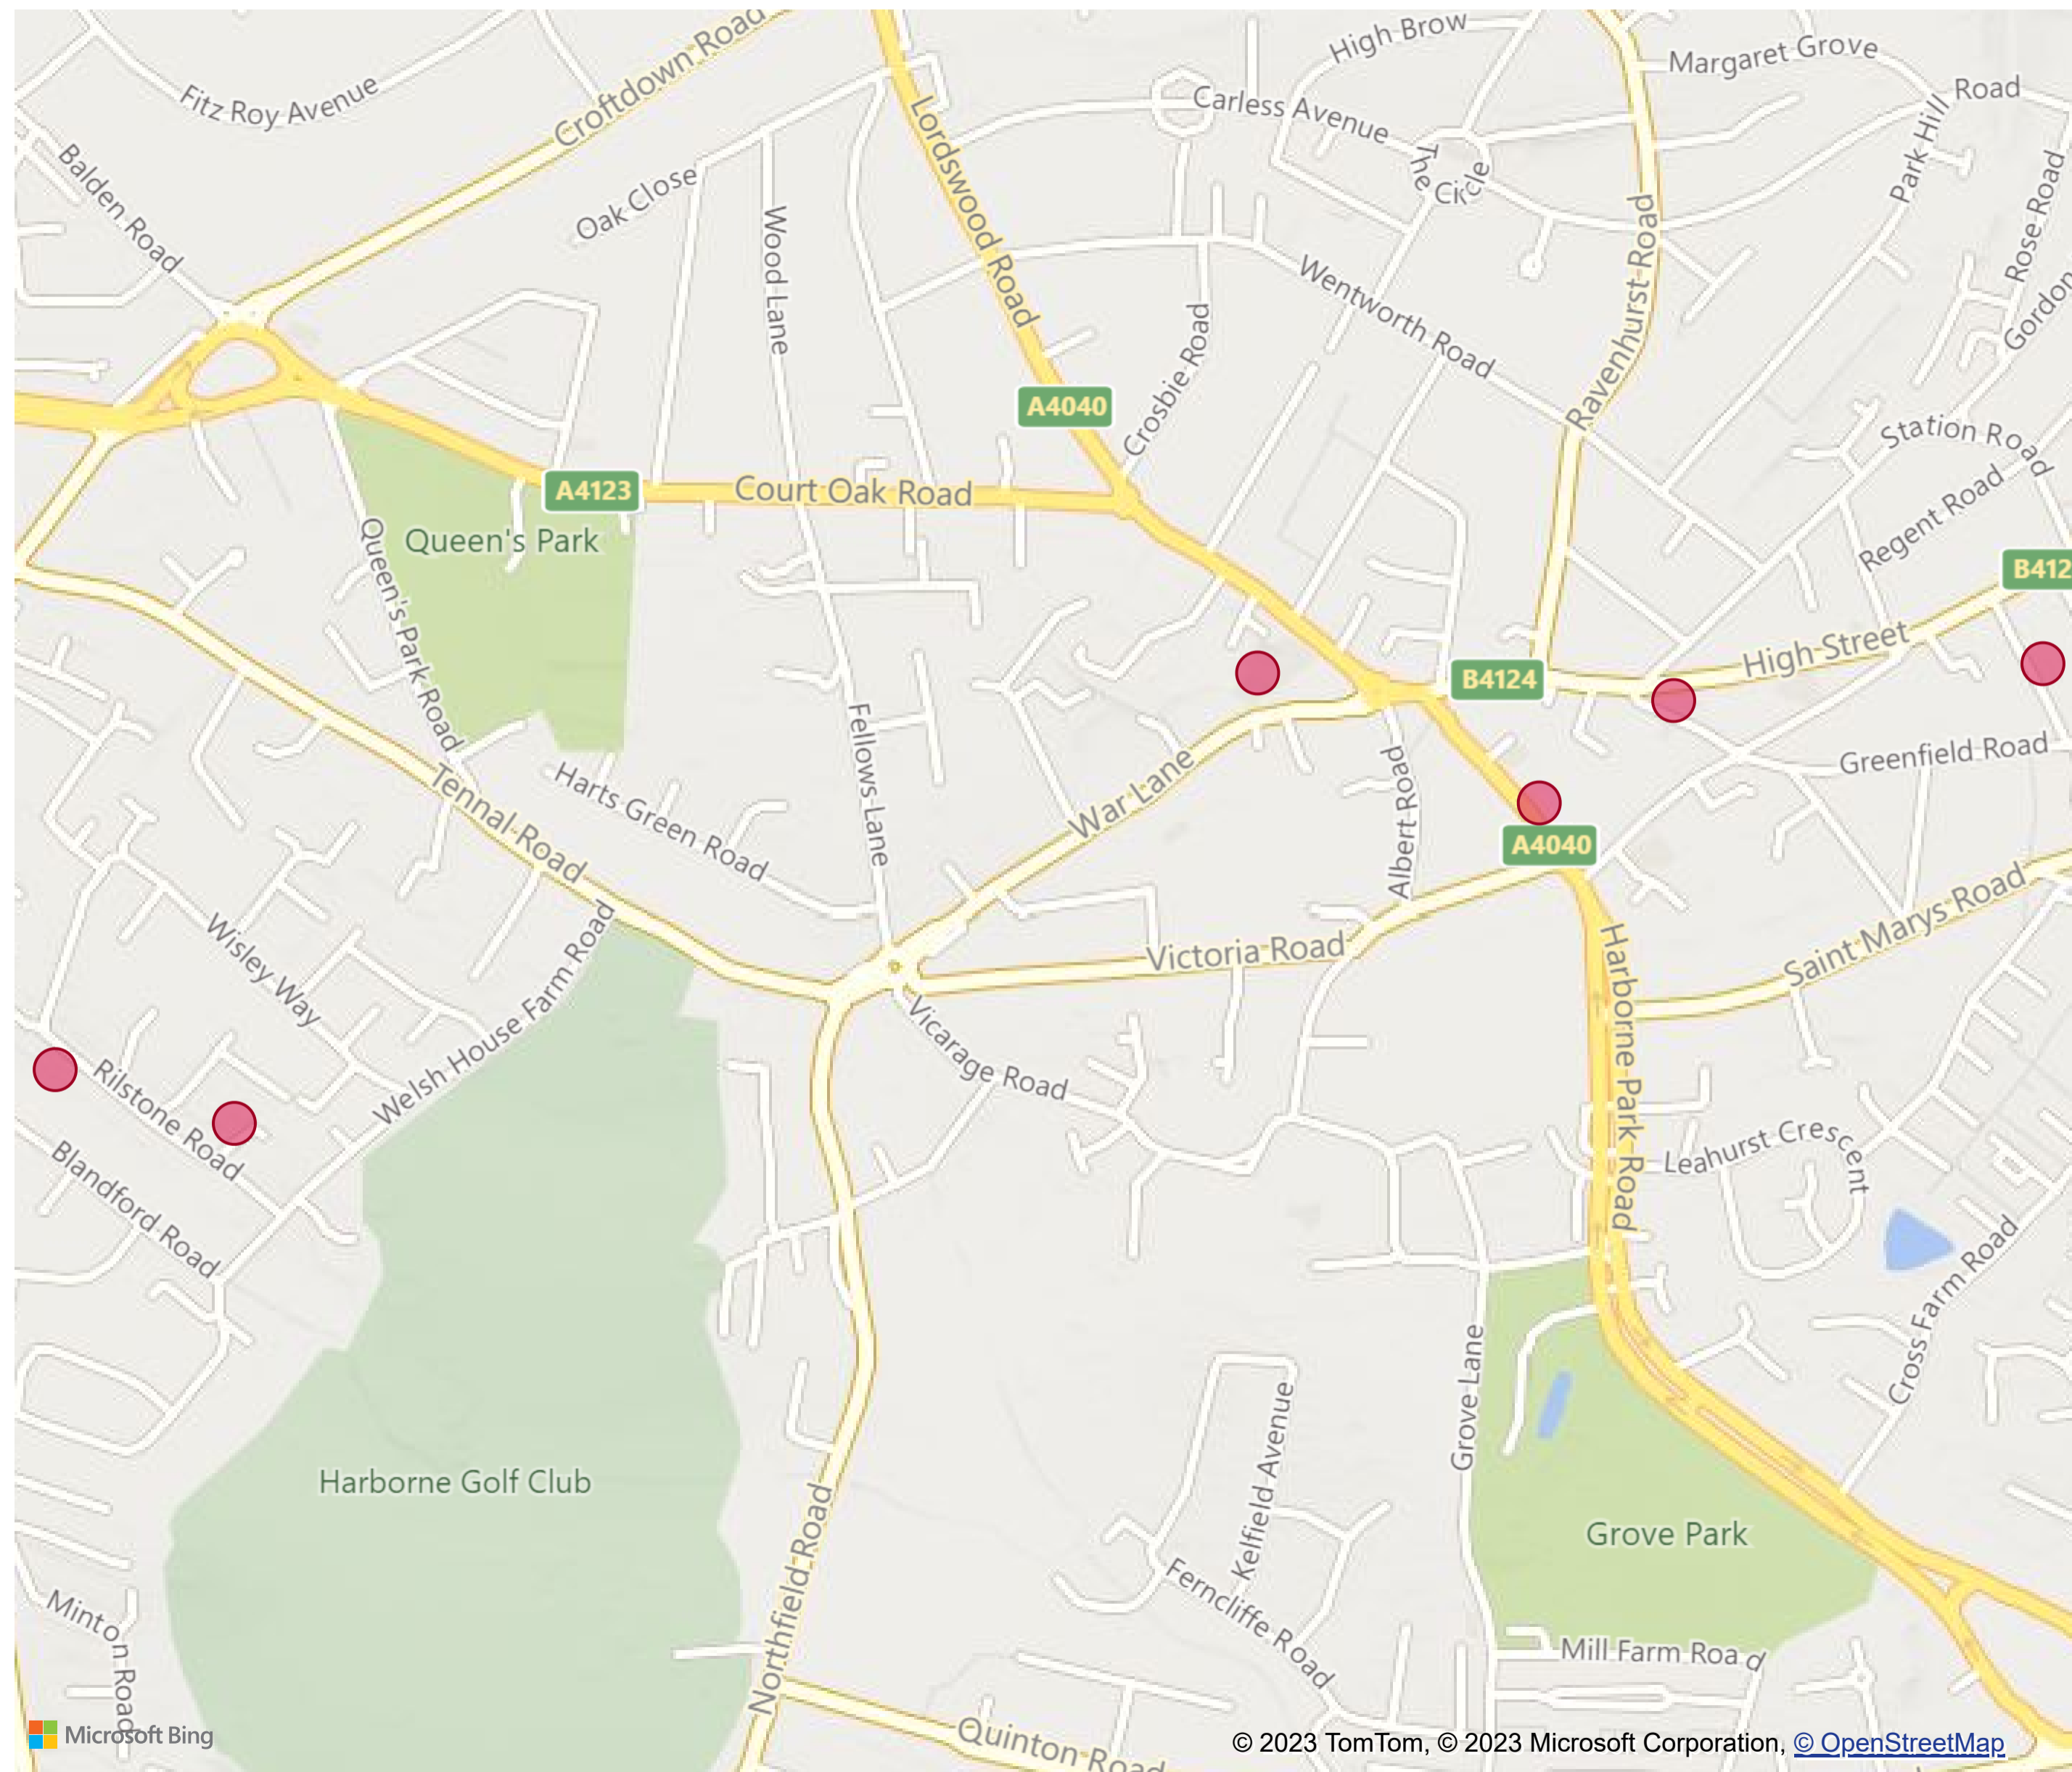 High Brow
Margaret Grove
Road
Croftdown Road
Fitz Roy Avenue
Carless Avenue
Park Hill
The Circle
Lordswood Road
Balden Road
Oak Close
Wood Lane
Rose Road
Gordon
Ravenhurst Road
Wentworth Road
Crosbie Road
A4040
Station Road
A4123
Court Oak Road
Regent Road
Queen's Park
B412
Queen's Park Road
High Street
B4124
Fellows Lane
Greenfield Road
War Lane
Albert Road
Harts Green Road
Tennal Road
A4040
Victoria Road
Saint Marys Road
Wisley Way
Harborne Park Road
Welsh House Farm Road
Vicarage Road
Rilstone Road
Leahurst Crescent
Blandford Road
Cross Farm Road
Grove Lane
Kelfield Avenue
Harborne Golf Club
Grove Park
Northfield Road
Ferncliffe Road
Minton Road
Mill Farm Road
Quinton Road
Microsoft Bing
© 2023 TomTom, © 2023 Microsoft Corporation, © OpenStreetMap